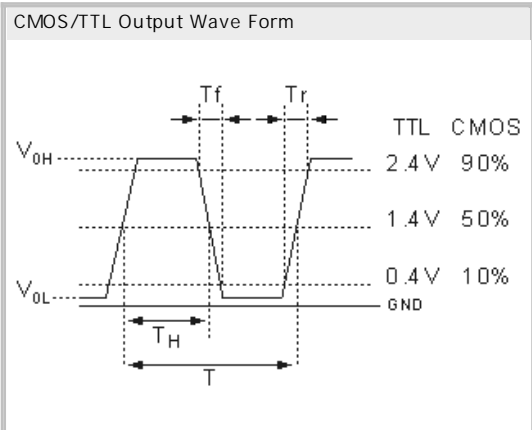 CMOS/TTL Output Wave Form
Tf Tr
TTL CMOS
V0H
2.4V 90%
1.4V 50%
0.4V 10%
V0L
GND
TH
T